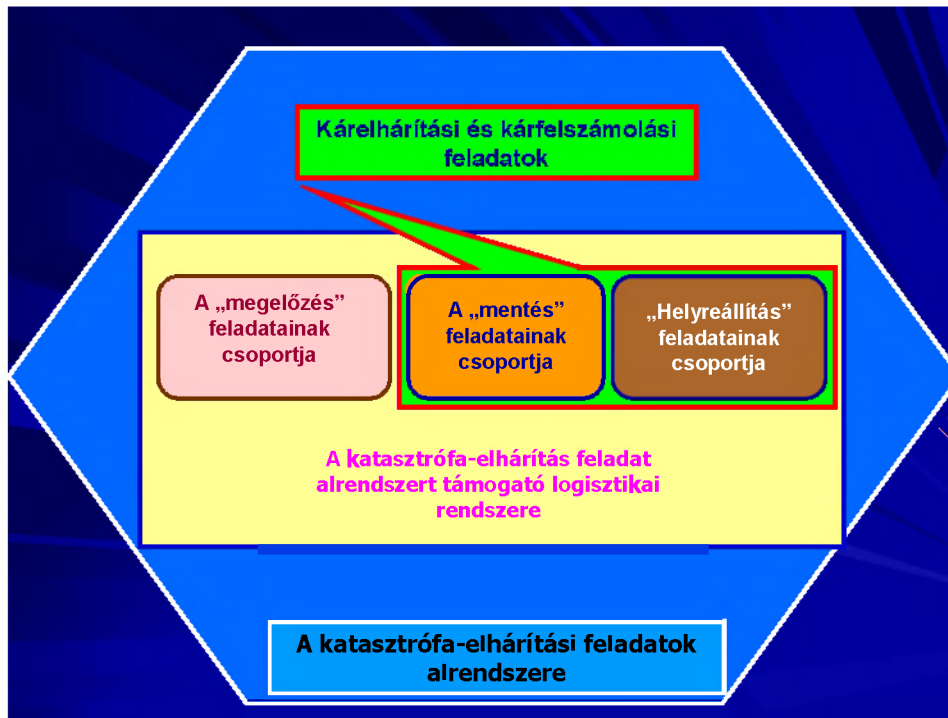 Kárelhárítási és kárfelszámolási
feladatok
A „megelőzés”
feladatainak
csoportja
A „mentés”
feladatainak
csoportja
„Helyreállítás”
feladatainak
csoportja
A katasztrófa-elhárítás feladat
alrendszert támogató logisztikai
rendszere
A katasztrófa-elhárítási feladatok
alrendszere